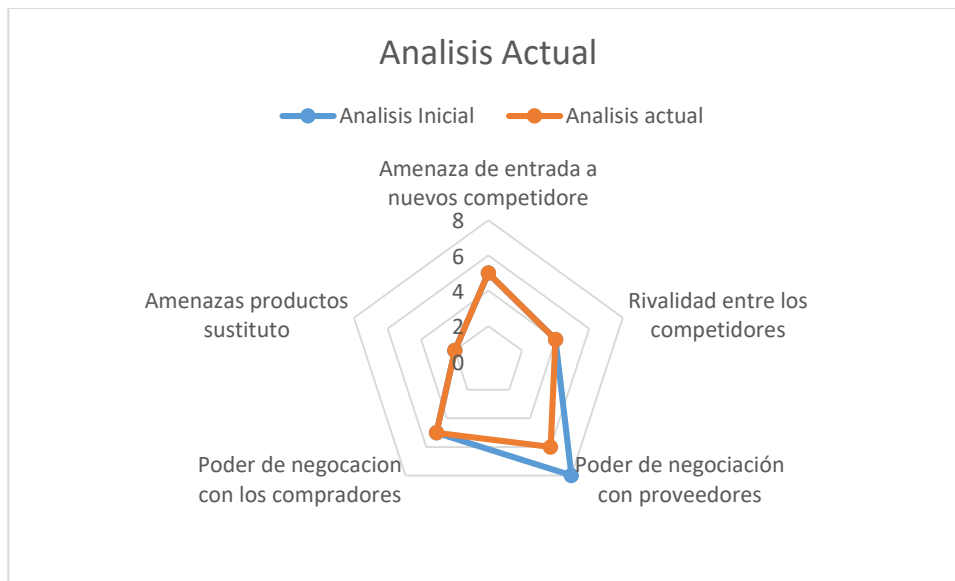 Analisis Actual
Analisis Inicial
Analisis actual
Amenaza de entrada a
nuevos competidore
8
6
4
2
0
Rivalidad entre los
competidores
Poder de negociación
con proveedores
Poder de negocacion
con los compradores
Amenazas productos
sustituto